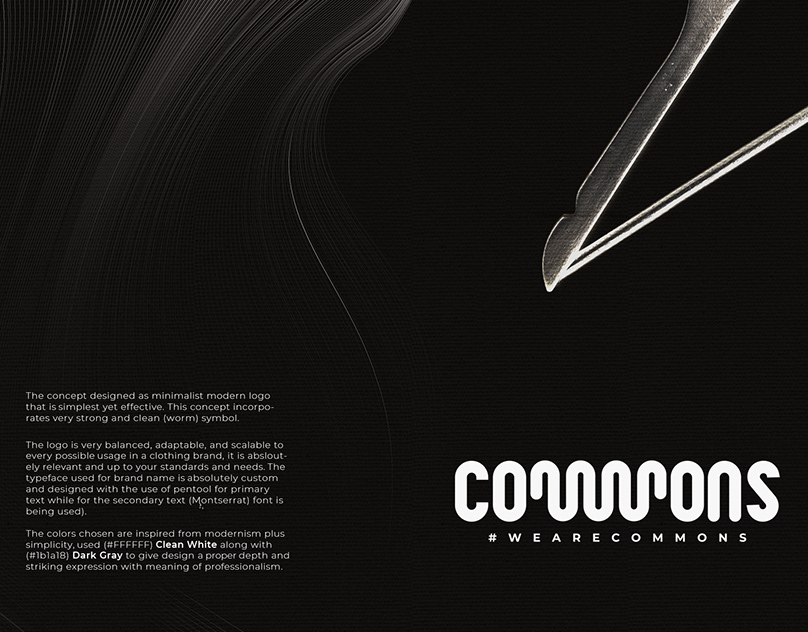 The concept designed as minimalist modern logo
that is simplest yet effective. This concept incorpo-
rates very strong and clean (worm) symbol.
The logo is very balanced, adaptable, and scalable to
every possible usage in a clothing brand, it is abslout-
ely relevant and up to your standards and needs. The
typeface used for brand name is absolutely custom
and designed with the use of pentool for primary
text while for the secondary text (Montserrat) font is
being used).
The colors chosen are inspired from modernism plus
simplicity, used (#FFFFFF) Clean White along with
(#1b1a18) Dark Gray to give design a proper depth and
striking expression with meaning of professionalism.
COMMONS
#WEARECOMMONS